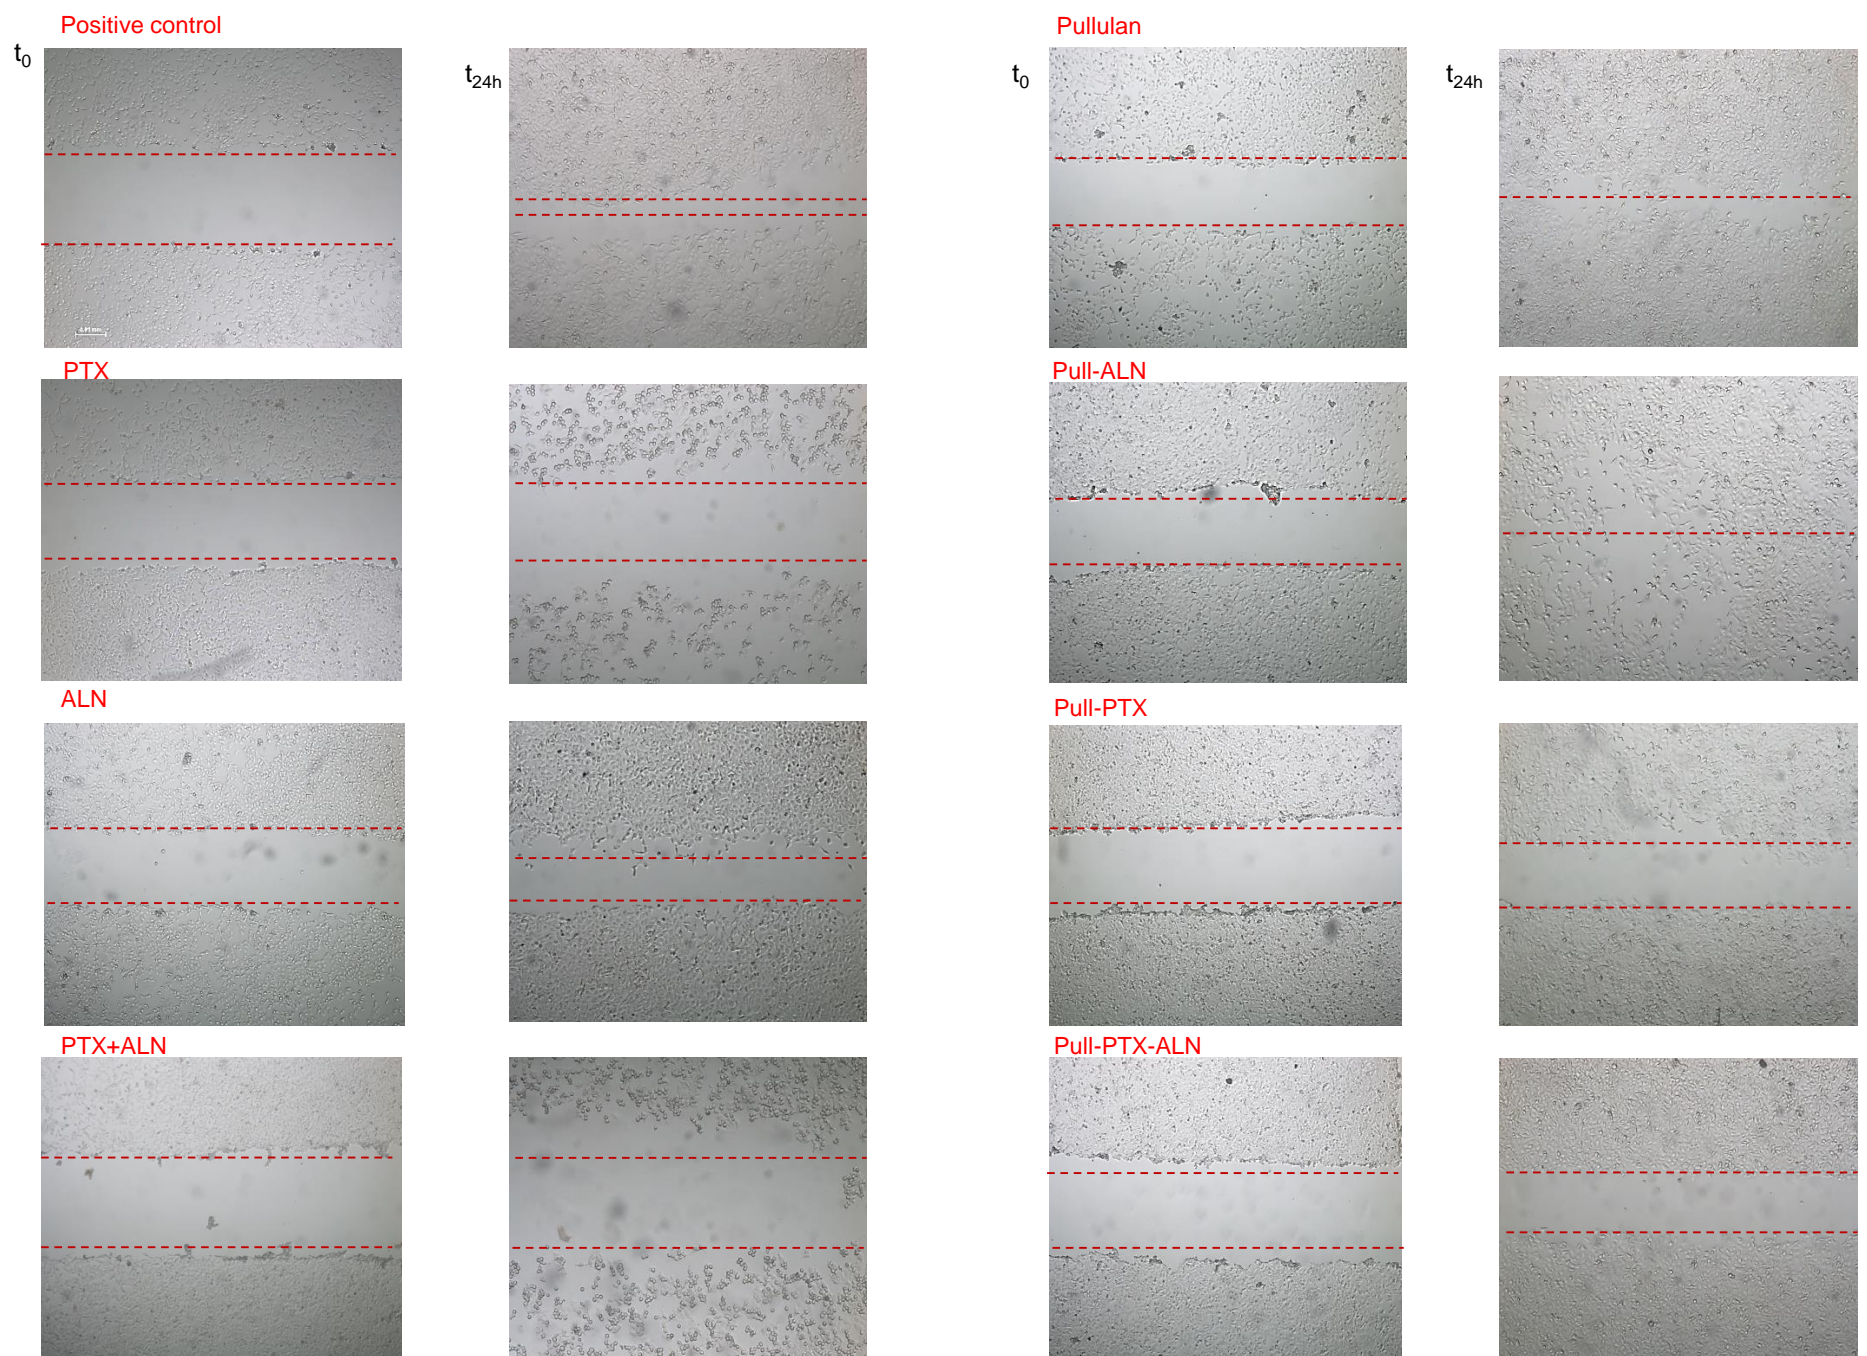 Positive control
t0
t24h
Pullulan
t0
t24h
PTX
Pull-ALN
ALN
Pull-PTX
PTX+ALN
Pull-PTX-ALN